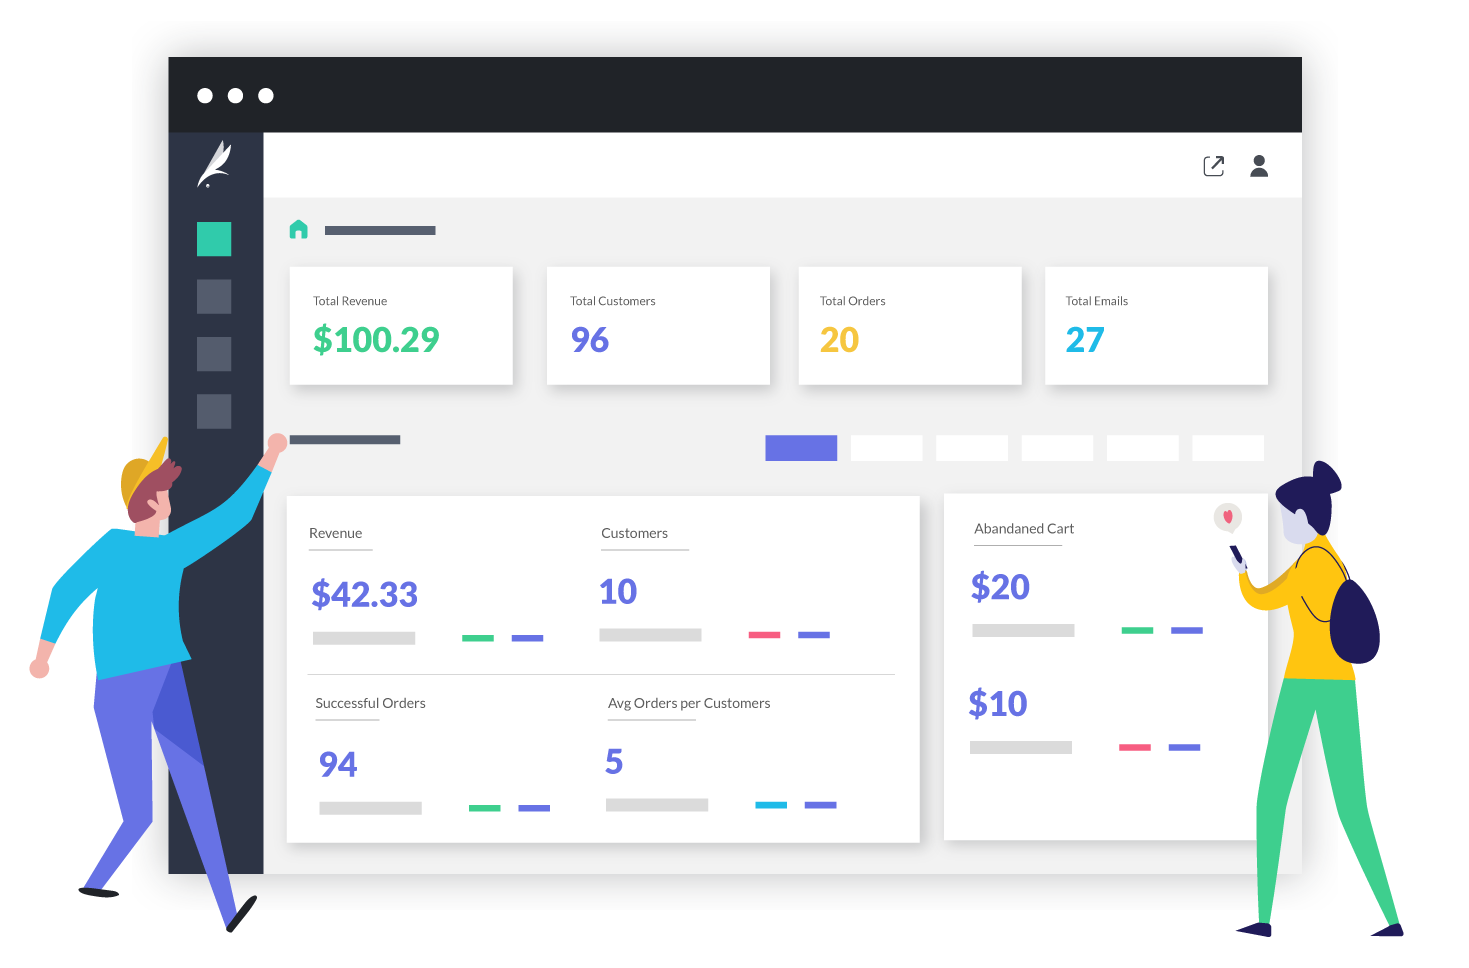 Total Revenue
$100.29
Total Customers
96
Total Orders
20
Total Emails
27
Revenue
$42.33
Customers
10
Successful Orders
94
Avg Orders per Customers
5
Abandaned Cart
$20
$10